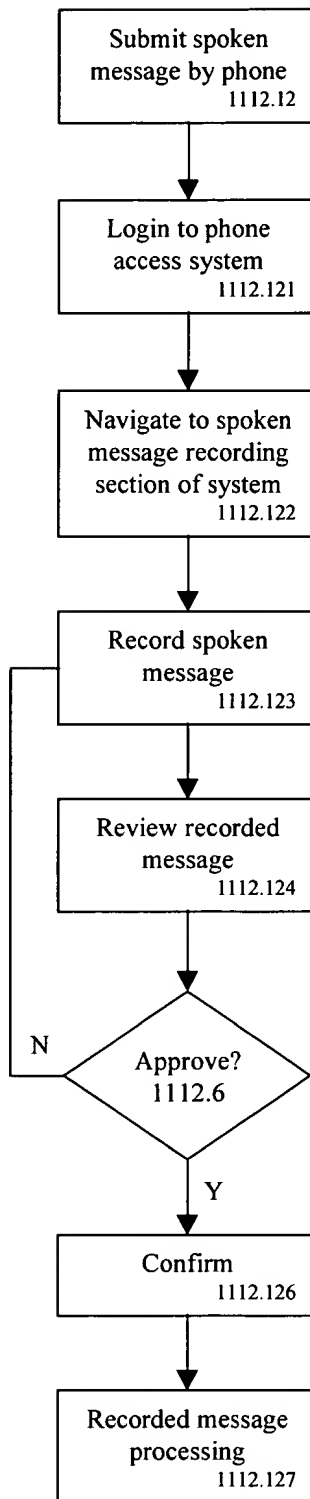 Submit spoken
message by phone
1112.12
Login to phone
access system
1112.121
Navigate to spoken
message recording
section of system
1112.122
Record spoken
message
1112.123
Review recorded
message
1112.124
N
Approve?
1112.6
Y
Confirm
1112.126
Recorded message
processing
1112.127